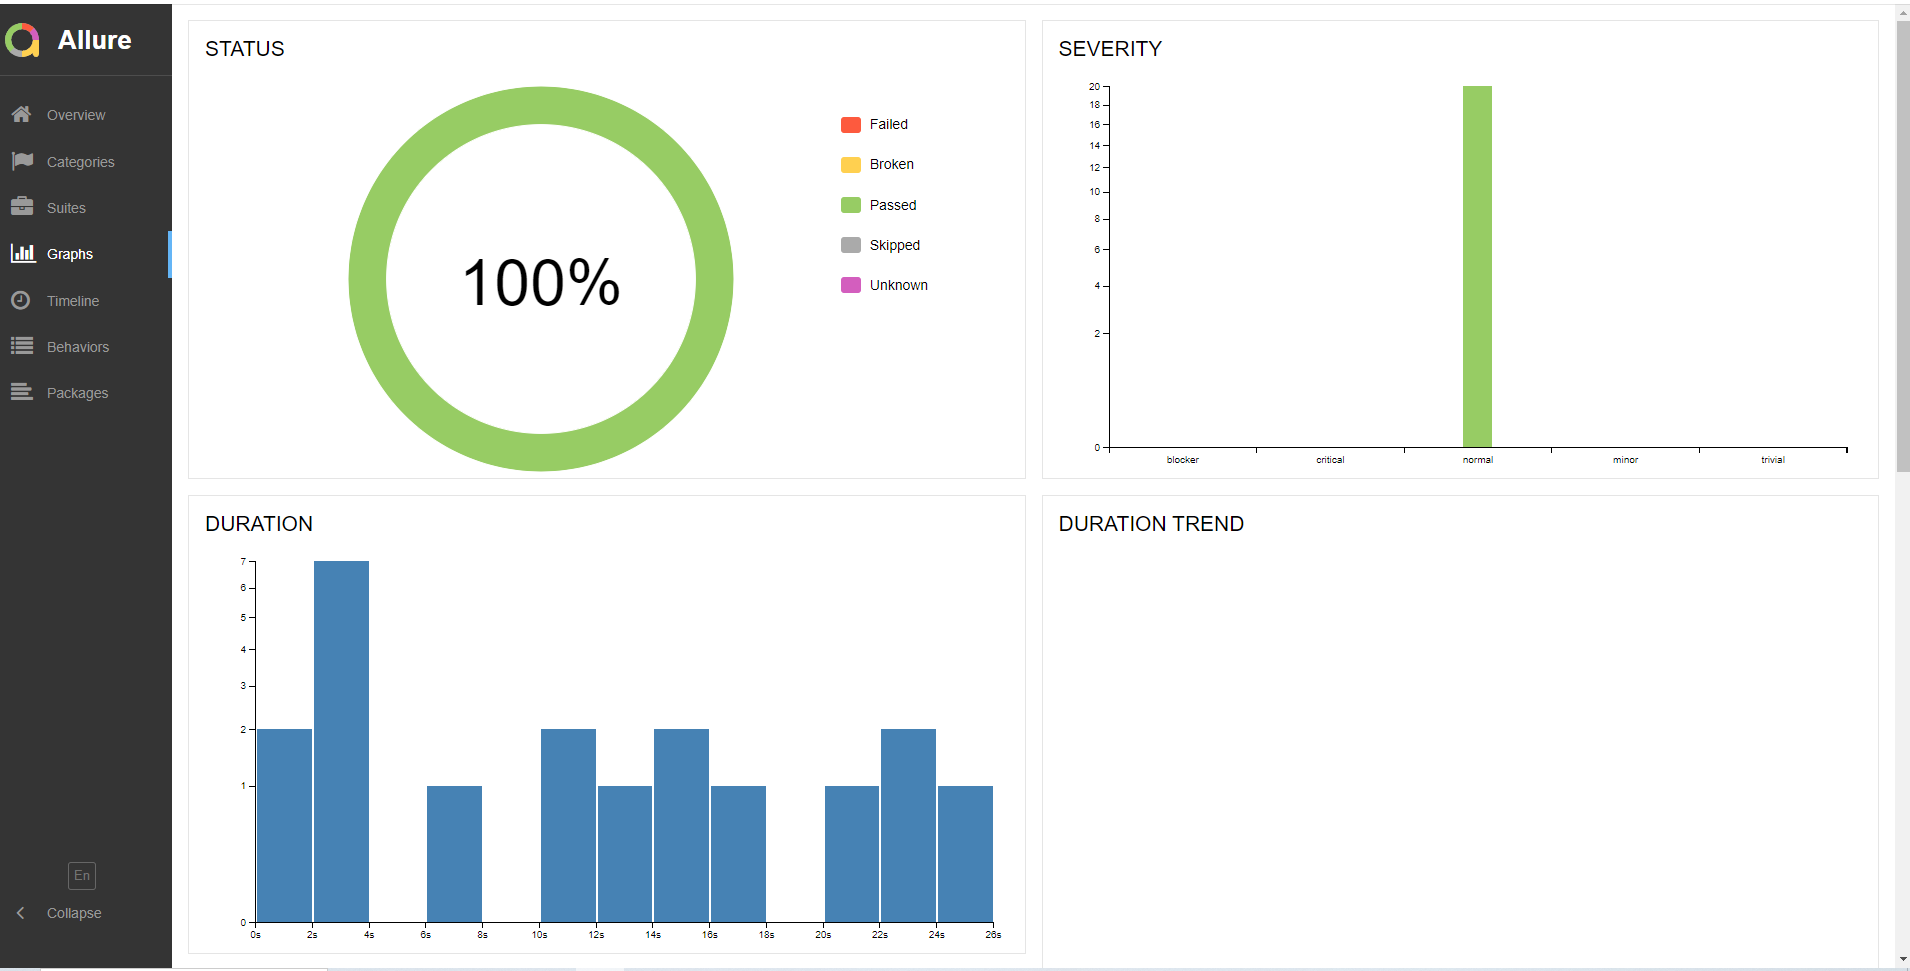 Allure
Overview
Categories
Suites
Graphs
Timeline
Behaviors
Packages
En
Collapse
STATUS
100%
Failed
Broken
Passed
Skipped
Unknown
SEVERITY
20
18
16
14
12
10
8
6
4
2
0
blocker critical normal minor trivial
DURATION
7
6
5
4
3
2
1
0
0s 2s 4s 6s 8s 10s 12s 14s 16s 18s 20s 22s 24s 26s
DURATION TREND